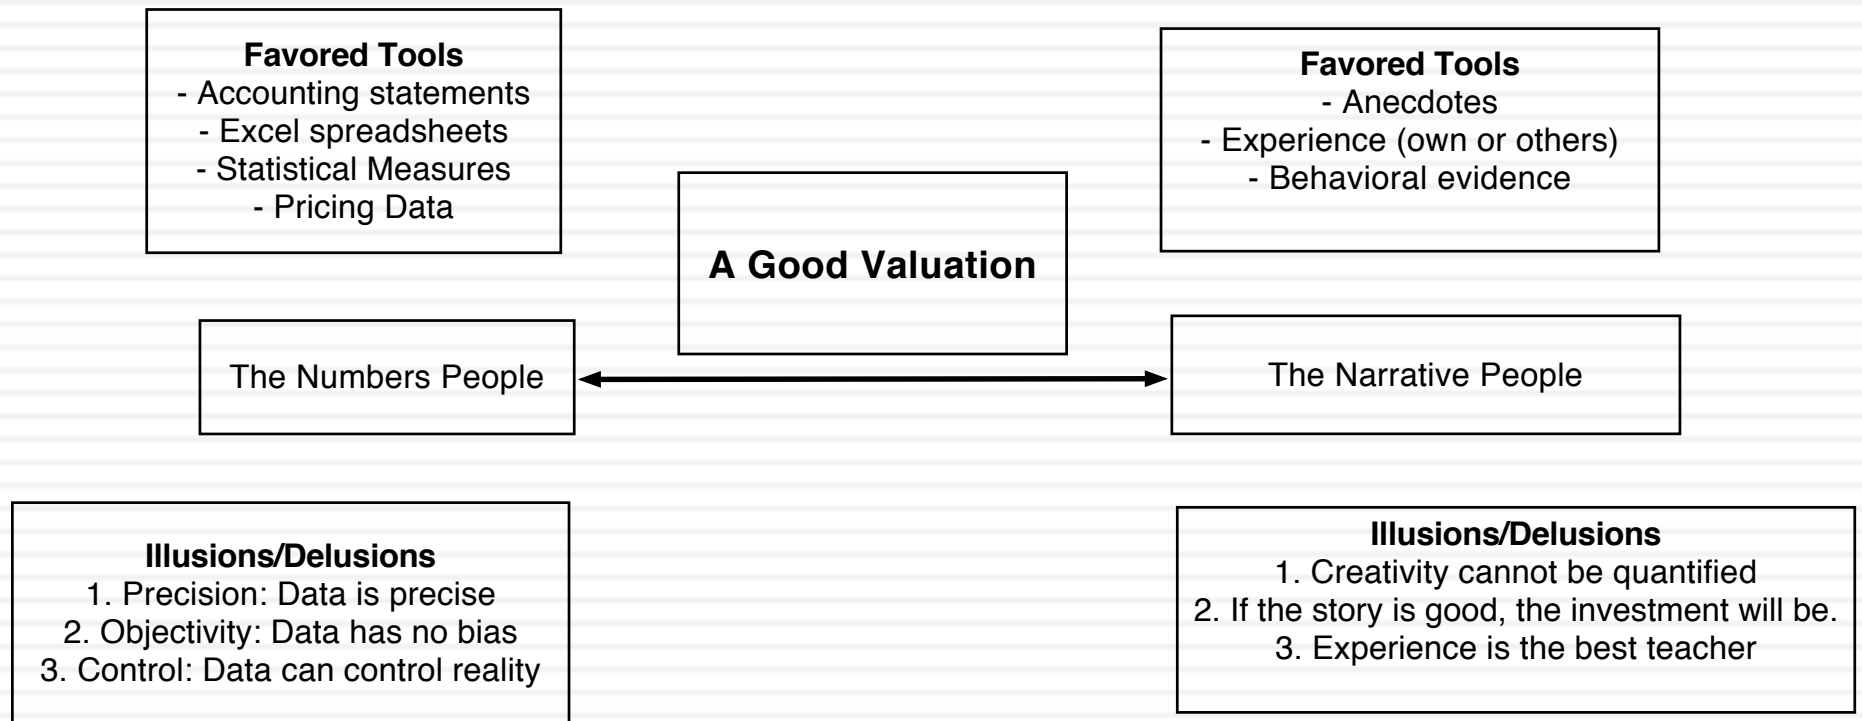 Favored Tools
- Accounting statements
- Excel spreadsheets
- Statistical Measures
- Pricing Data
Favored Tools
- Anecdotes
- Experience (own or others)
- Behavioral evidence
A Good Valuation
The Numbers People
The Narrative People
Illusions/Delusions
1. Precision: Data is precise
2. Objectivity: Data has no bias
3. Control: Data can control reality
Illusions/Delusions
1. Creativity cannot be quantified
2. If the story is good, the investment will be.
3. Experience is the best teacher